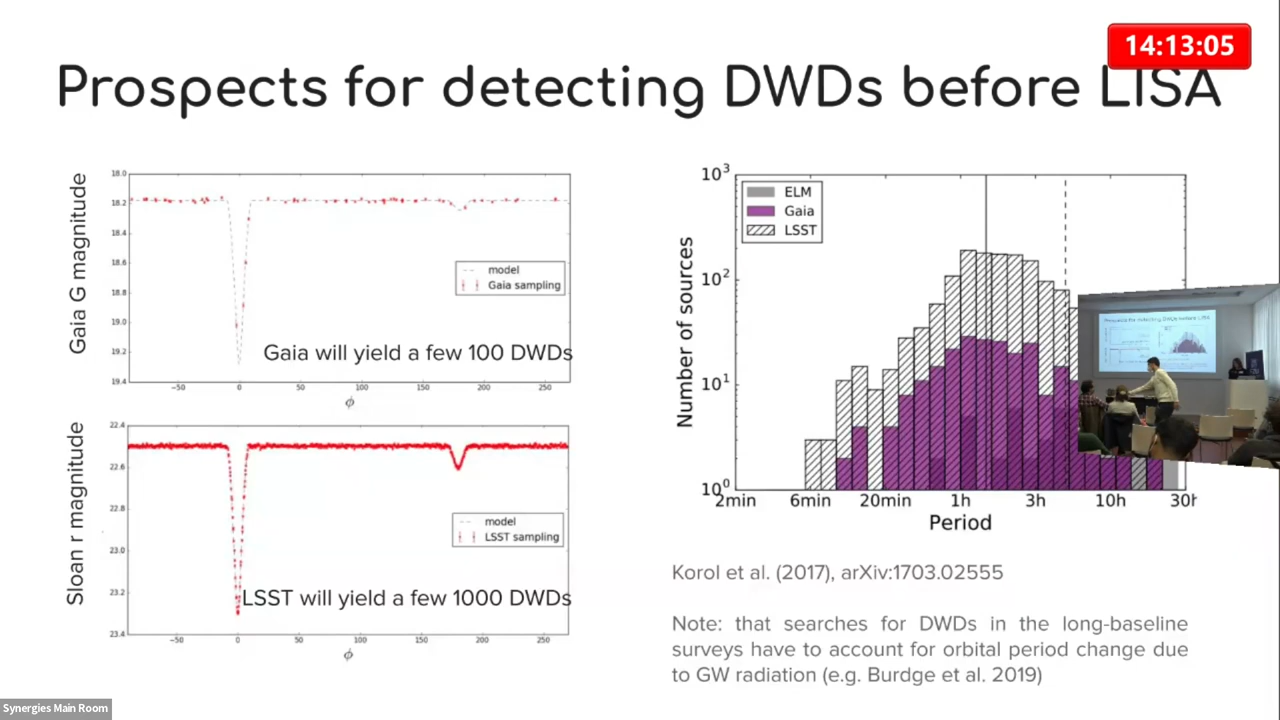 14:13:05
Prospects for detecting DWDs before LISA
Gaia G magnitude
18.0
18.2
18.4
18.6
18.8
19.0
19.2
19.4
model
Gaia sampling
Gaia will yield a few 100 DWDs
−50 0 50 100 150 200 250
ϕ
Sloan r magnitude
22.4
22.6
22.8
23.0
23.2
23.4
model
LSST sampling
LSST will yield a few 1000 DWDs
−50 0 50 100 150 200 250
ϕ
Number of sources
10³
10²
10¹
10⁰
ELM
Gaia
LSST
2min 6min 20min 1h 3h 10h 30h
Period
Korol et al. (2017), arXiv:1703.02555
Note: that searches for DWDs in the long-baseline
surveys have to account for orbital period change due
to GW radiation (e.g. Burdge et al. 2019)
Prospects for detecting DWDs before LISA
Synergies Main Room